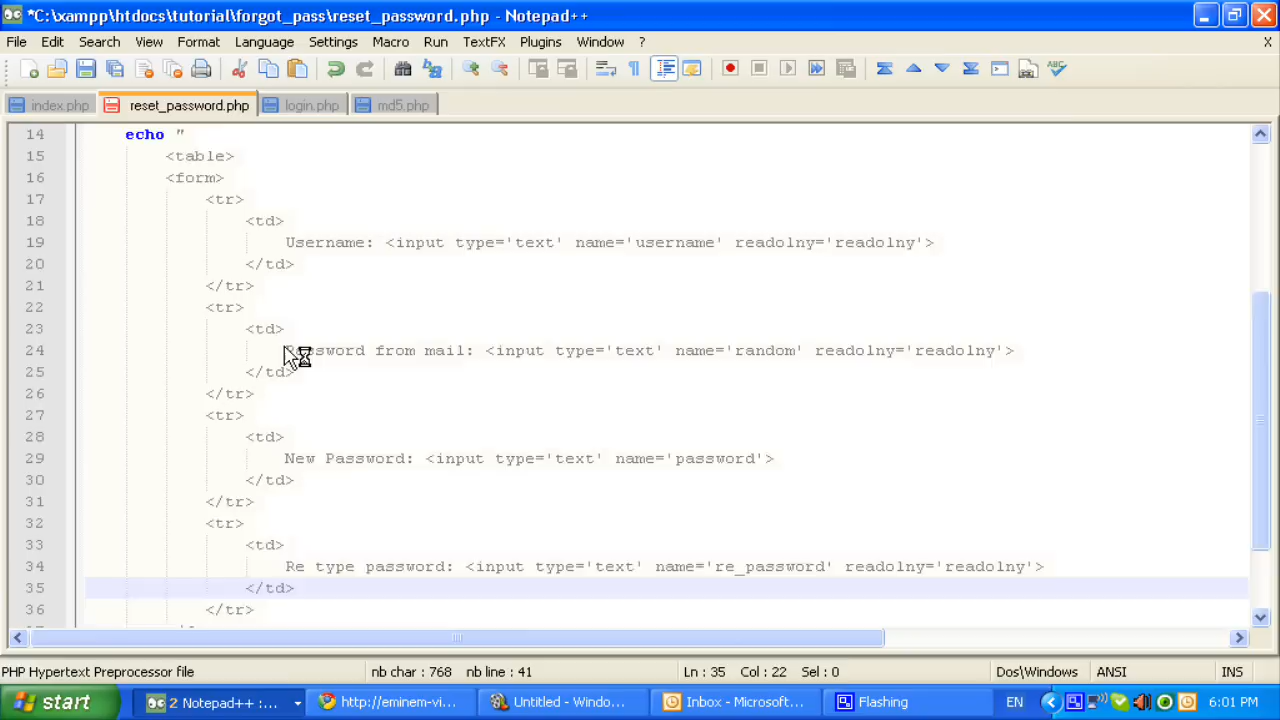 *C:\xampp\htdocs\tutorial\forgot_pass\reset_password.php - Notepad++
File Edit Search View Format Language Settings Macro Run TextFX Plugins Window ? X
index.php reset_password.php login.php md5.php
14 echo "
15 <table>
16 <form>
17 <tr>
18 <td>
19 Username: <input type='text' name='username' readolny='readolny'>
20 </td>
21 </tr>
22 <tr>
23 <td>
24 Password from mail: <input type='text' name='random' readolny='readolny'>
25 </td>
26 </tr>
27 <tr>
28 <td>
29 New Password: <input type='text' name='password'>
30 </td>
31 </tr>
32 <tr>
33 <td>
34 Re type password: <input type='text' name='re_password' readolny='readolny'>
35 </td>
36 </tr>
PHP Hypertext Preprocessor file nb char : 768 nb line : 41 Ln : 35 Col : 22 Sel : 0 Dos\Windows ANSI INS
start 2 Notepad++ :... http://eminem-vi... Untitled - Windo... Inbox - Microsoft... Flashing EN 6:01 PM